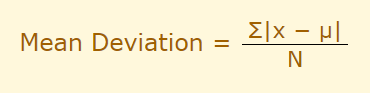 Mean Deviation = Σ|x − μ|
N